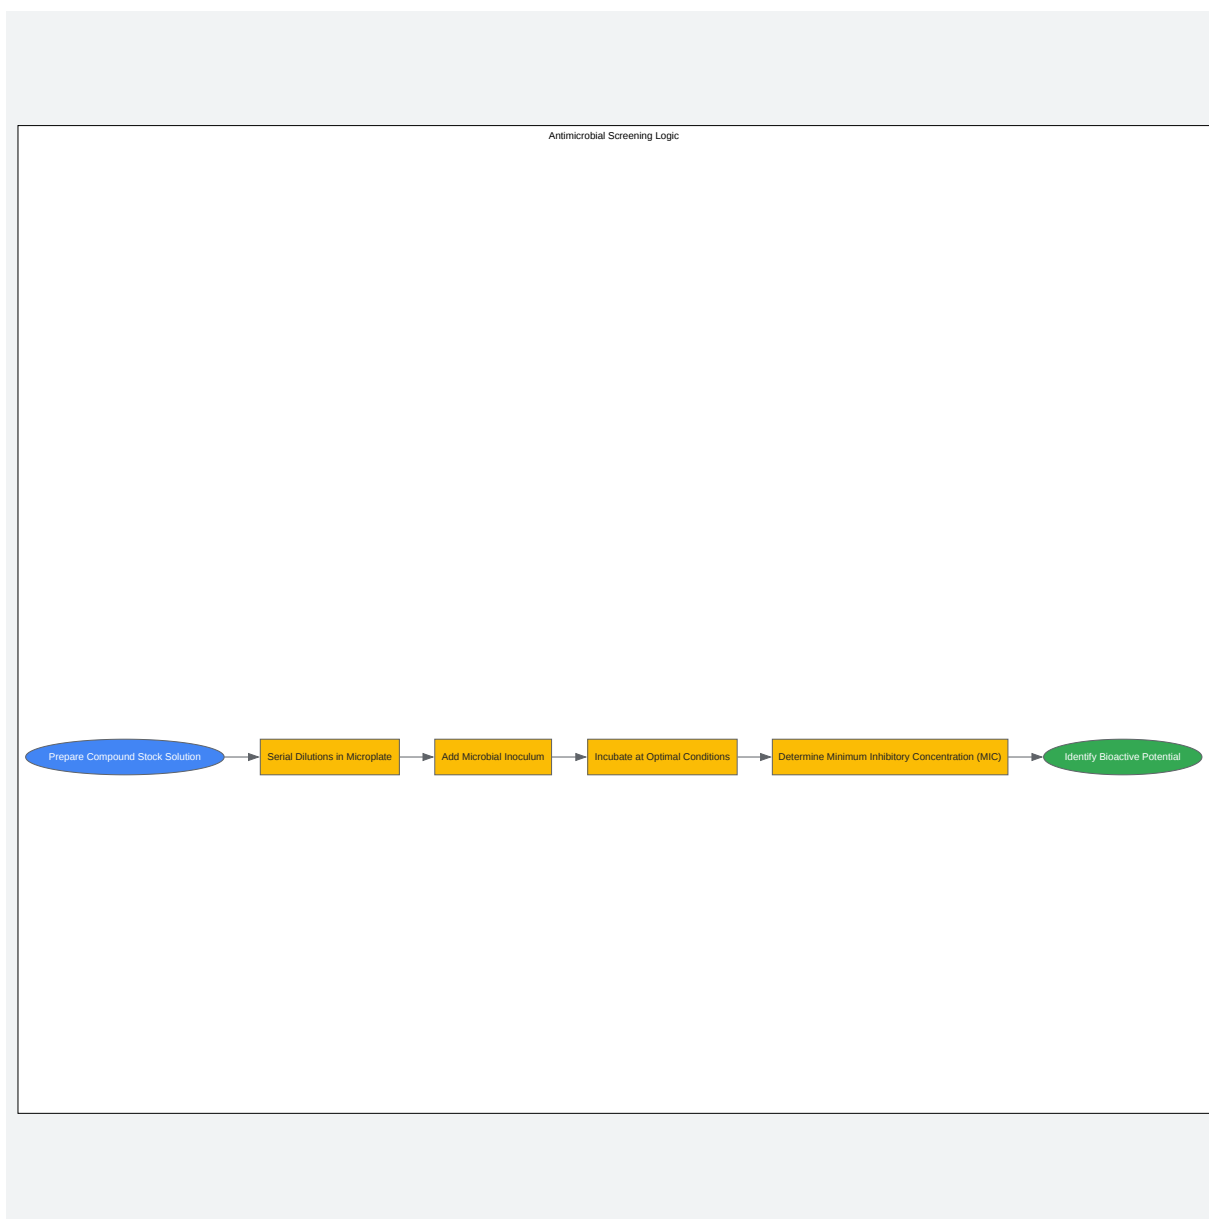 Antimicrobial Screening Logic
Prepare Compound Stock Solution
Serial Dilutions in Microplate
Add Microbial Inoculum
Incubate at Optimal Conditions
Determine Minimum Inhibitory Concentration (MIC)
Identify Bioactive Potential